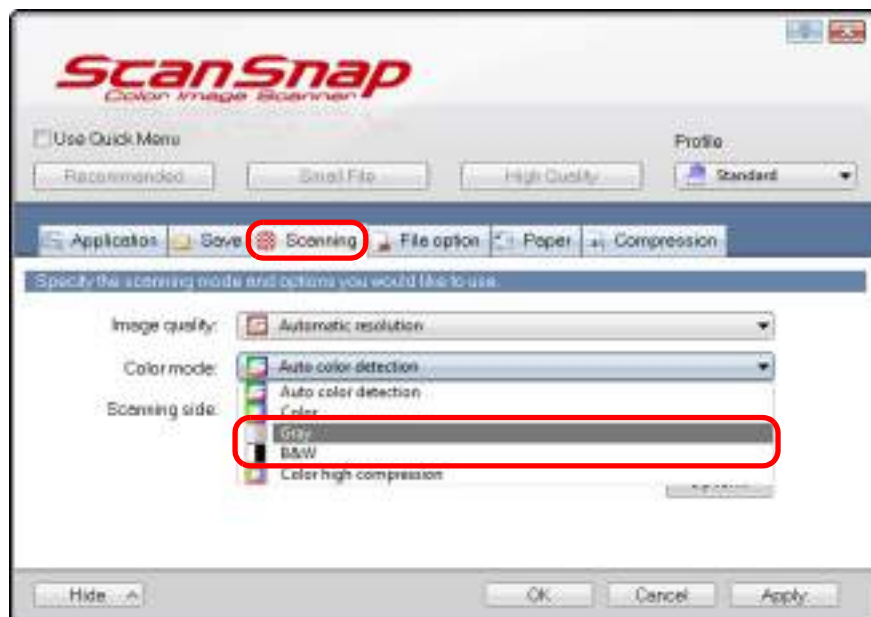 ScanSnap
Color Image Scanner
Use Quick Menu
Profile
Recommended Small File High Quality Standard
Application Save Scanning File option Paper Compression
Specify the scanning mode and options you would like to use.
Image quality: Automatic resolution
Color mode: Auto color detection
Auto color detection
Scanning side: Color
Gray
B&W
Color high compression
Hide OK Cancel Apply